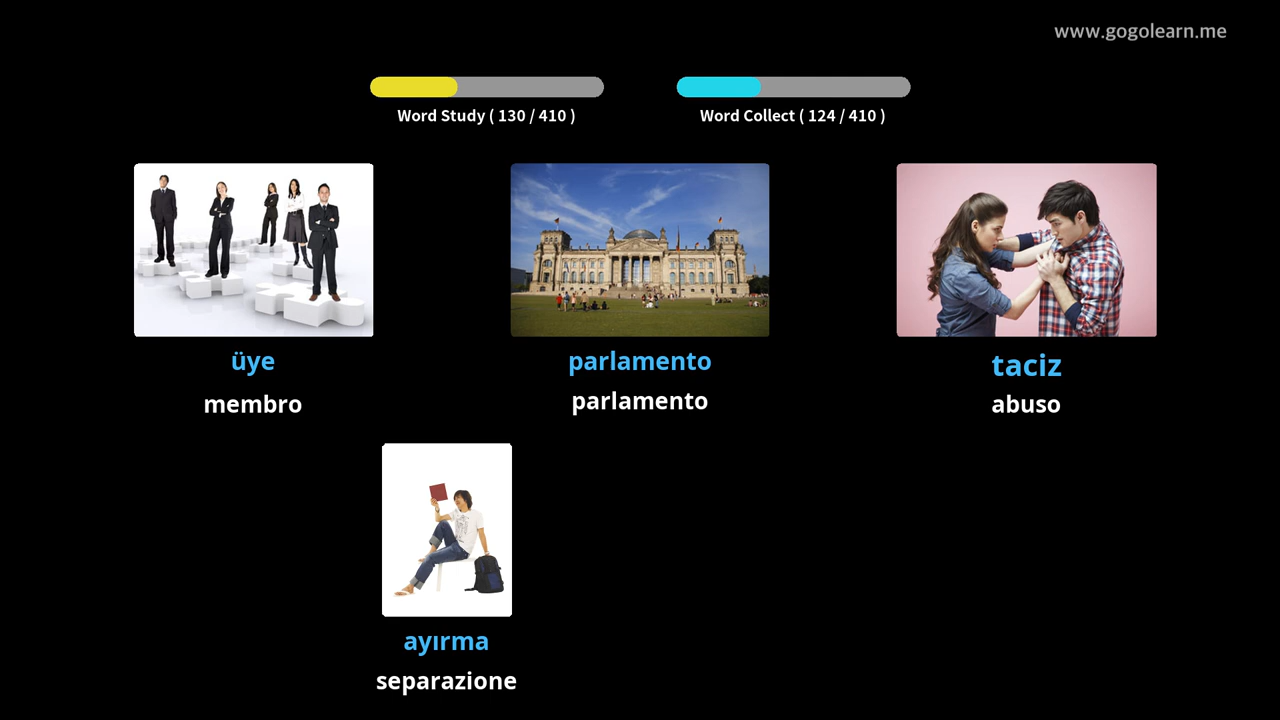 www.gogolearn.me
Word Study ( 130 / 410 )
Word Collect ( 124 / 410 )
üye
membro
parlamento
parlamento
taciz
abuso
ayırma
separazione